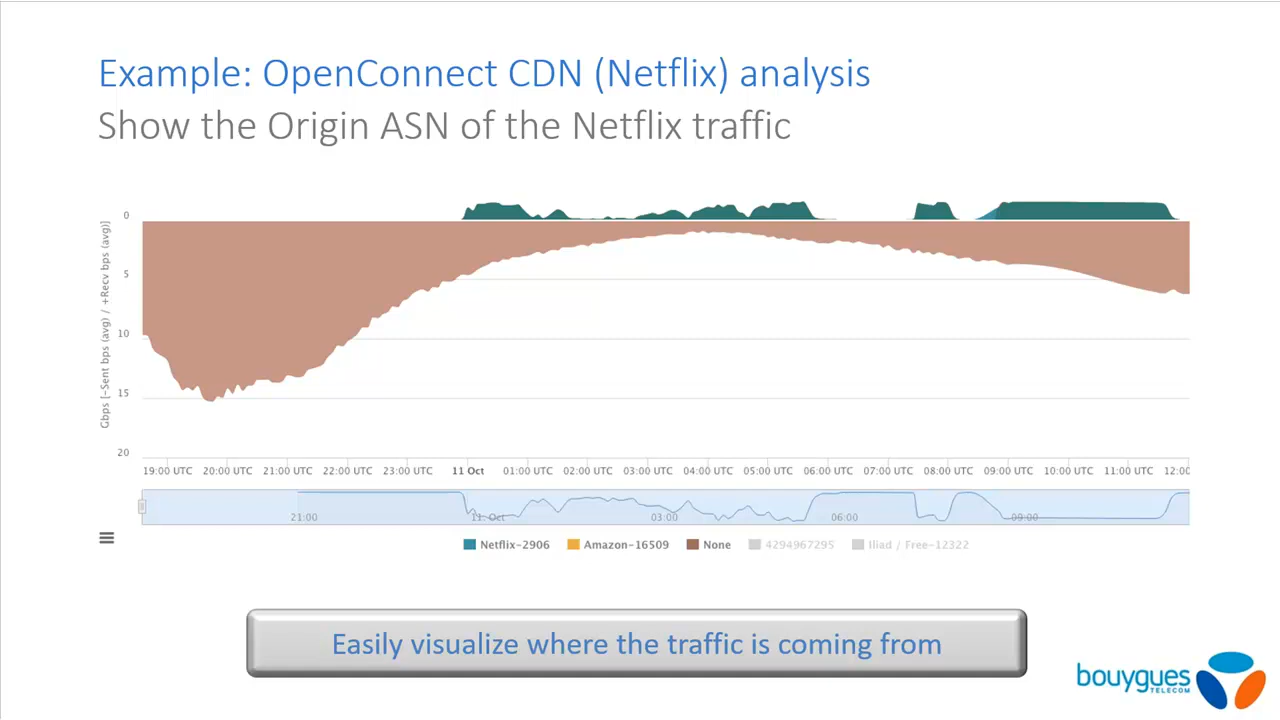 Example: OpenConnect CDN (Netflix) analysis
Show the Origin ASN of the Netflix traffic
Gbps [-Sent bps (avg) / +Recv bps (avg)]
0
5
10
15
20
19:00 UTC 20:00 UTC 21:00 UTC 22:00 UTC 23:00 UTC 11 Oct 01:00 UTC 02:00 UTC 03:00 UTC 04:00 UTC 05:00 UTC 06:00 UTC 07:00 UTC 08:00 UTC 09:00 UTC 10:00 UTC 11:00 UTC 12:00
21:00 11. Oct 03:00 06:00 09:00
Netflix-2906 Amazon-16509 None 4294967295 Iliad / Free-12322
Easily visualize where the traffic is coming from
bouygues
TELECOM